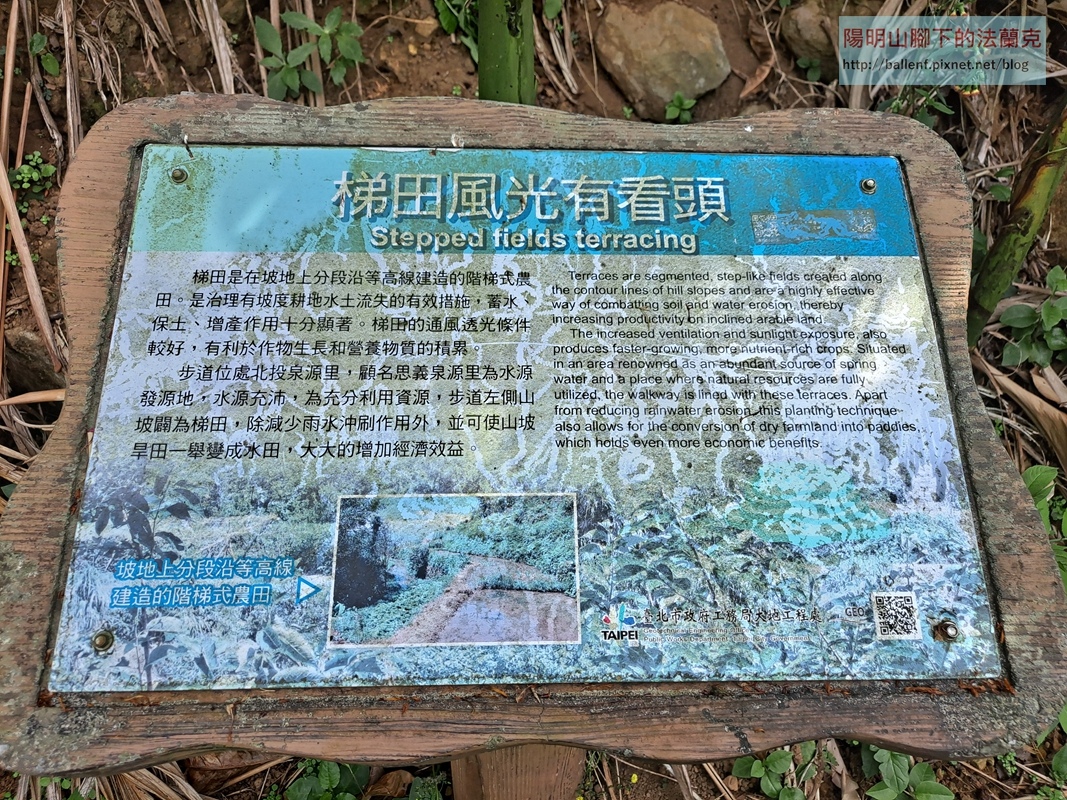 陽明山腳下的法蘭克
http://ballenf.pixnet.net/blog
梯田風光有看頭
Stepped fields terracing
梯田是在坡地上分段沿等高線建造的階梯式農
田。是治理有坡度耕地水土流失的有效措施，蓄水、
保土、增產作用十分顯著。梯田的通風透光條件
較好，有利於作物生長和營養物質的積累。
步道位處北投泉源里，顧名思義泉源里為水源
發源地，水源充沛，為充分利用資源，步道左側山
坡闢為梯田，除減少雨水沖刷作用外，並可使山坡
旱田一舉變成水田，大大的增加經濟效益。
Terraces are segmented, step-like fields created along
the contour lines of hill slopes and are a highly effective
way of combatting soil and water erosion, thereby
increasing productivity on inclined arable land.
The increased ventilation and sunlight exposure, also
produces faster-growing, more nutrient-rich crops. Situated
in an area renowned as an abundant source of spring
water and a place where natural resources are fully
utilized, the walkway is lined with these terraces. Apart
from reducing rainwater erosion, this planting technique
also allows for the conversion of dry farmland into paddies,
which holds even more economic benefits.
坡地上分段沿等高線
建造的階梯式農田
TAIPEI
臺北市政府工務局大地工程處
GEO
Geotechnical Engineering Office
Public Works Department, Taipei City Government